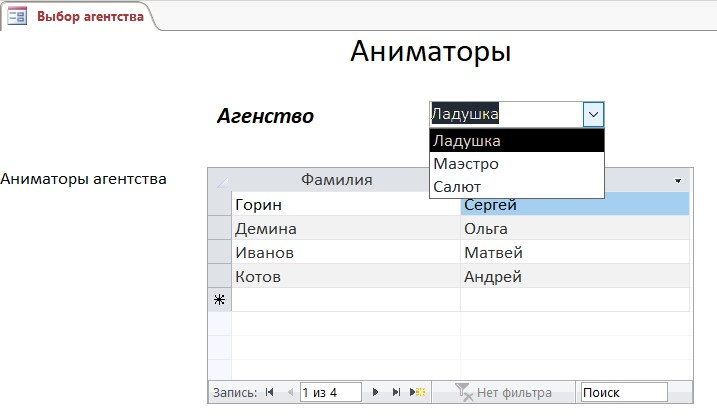 Выбор агентства
Аниматоры
Агенство
Ладушка
Ладушка
Маэстро
Салют
Аниматоры агентства
Фамилия
Горин Сергей
Демина Ольга
Иванов Матвей
Котов Андрей
Запись: 1 из 4 Нет фильтра Поиск